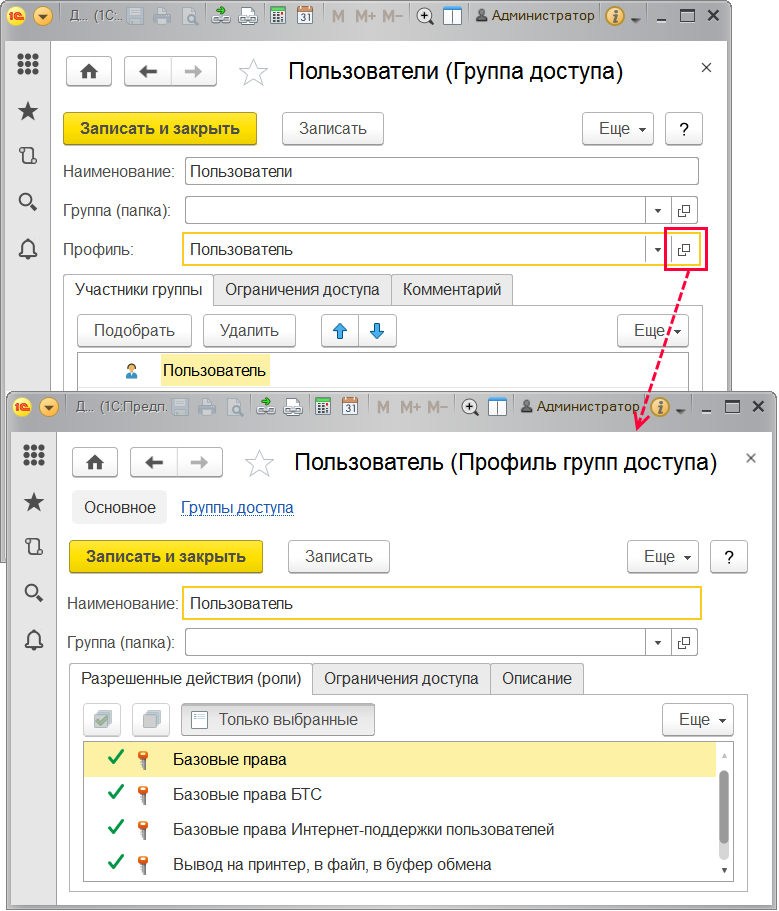 1С Д... (1С:... М М+ М− Администратор
Пользователи (Группа доступа)
Записать и закрыть Записать Еще ?
Наименование: Пользователи
Группа (папка):
Профиль: Пользователь
Участники группы Ограничения доступа Комментарий
Подобрать Удалить Еще
Пользователь
1С Д... (1С:Предп. 31 М М+ М− Администратор
Пользователь (Профиль групп доступа)
Основное Группы доступа
Записать и закрыть Записать Еще ?
Наименование: Пользователь
Группа (папка):
Разрешенные действия (роли) Ограничения доступа Описание
Только выбранные Еще
Базовые права
Базовые права БТС
Базовые права Интернет-поддержки пользователей
Вывод на принтер, в файл, в буфер обмена